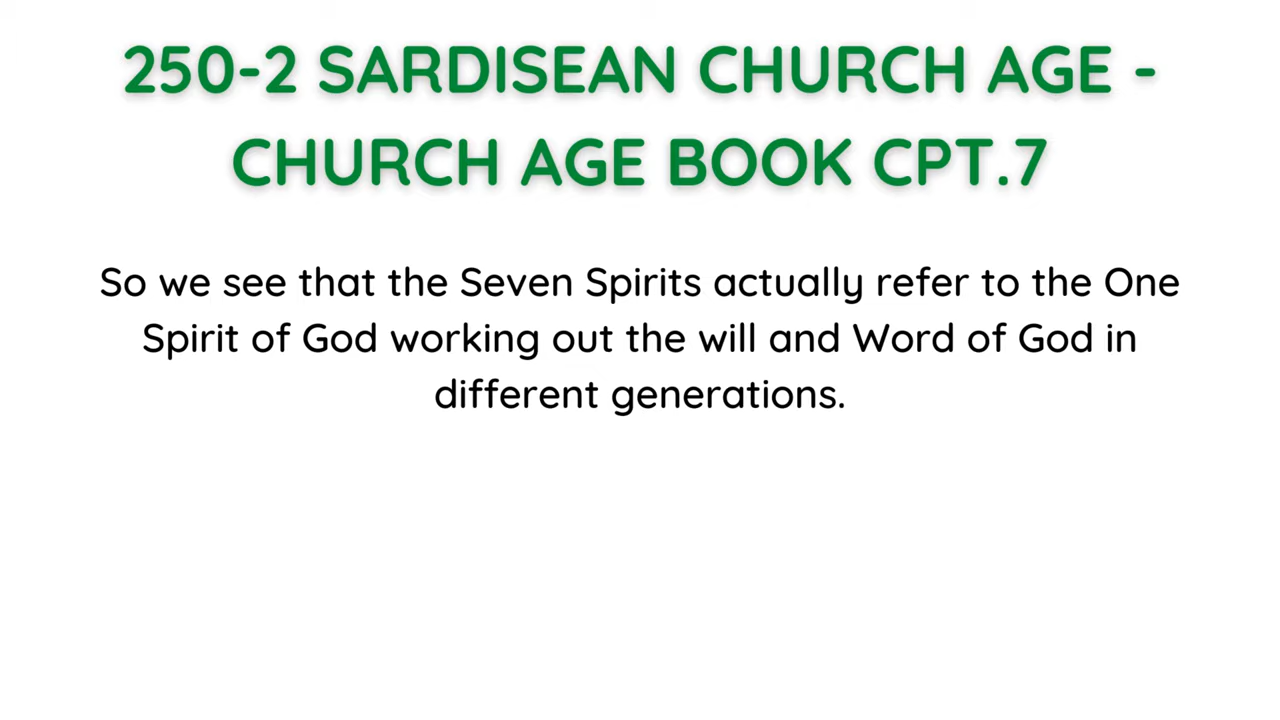 250-2 SARDISEAN CHURCH AGE -
CHURCH AGE BOOK CPT.7
So we see that the Seven Spirits actually refer to the One
Spirit of God working out the will and Word of God in
different generations.